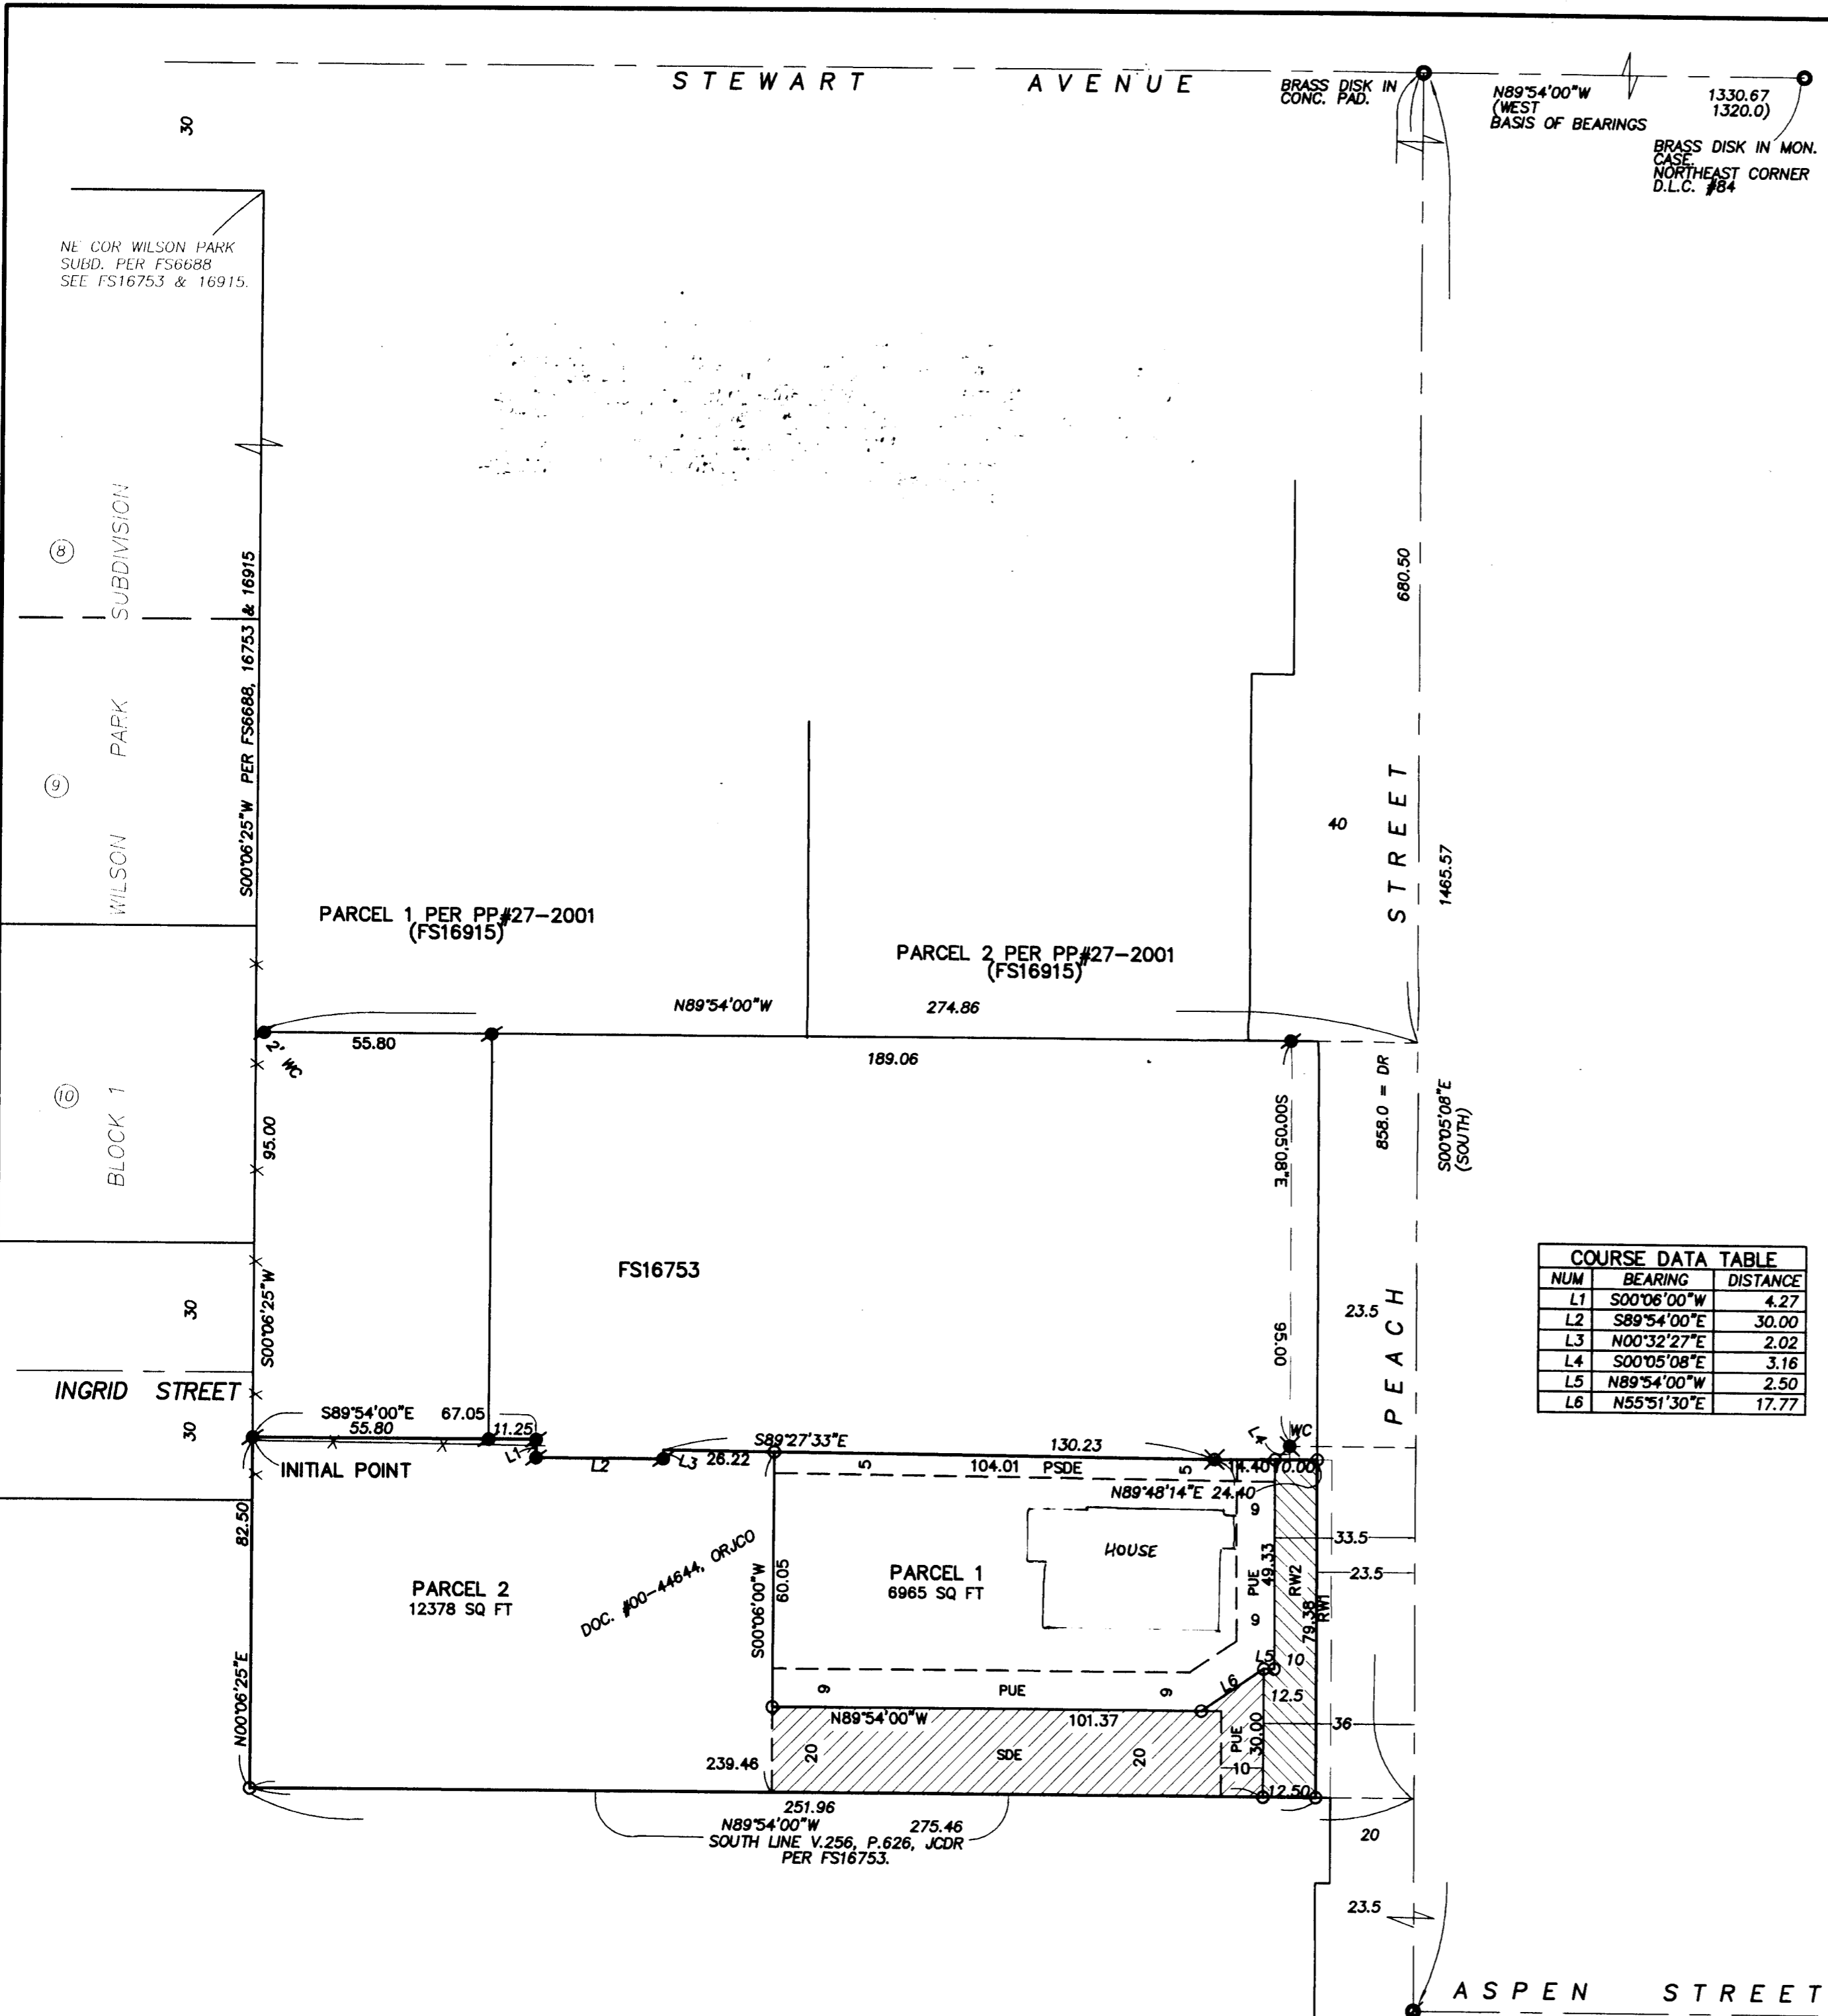 STEWART AVENUE
BRASS DISK IN
CONC. PAD.
N89°54'00"W
(WEST
BASIS OF BEARINGS
1330.67
1320.0)
BRASS DISK IN MON.
CASE.
NORTHEAST CORNER
D.L.C. #84
30
NE COR WILSON PARK
SUBD. PER FS6688
SEE FS16753 & 16915.
8
9
10
WILSON PARK SUBDIVISION
BLOCK 1
S00°06'25"W PER FS6688, 16753 & 16915
680.50
PEACH STREET
40
1465.57
PARCEL 1 PER PP#27-2001
(FS16915)
PARCEL 2 PER PP#27-2001
(FS16915)
N89°54'00"W
274.86
55.80
2' WC
189.06
858.0 = DR
S00°05'08"E
(SOUTH)
95.00
S00°06'25"W
S00°05'08"E
95.00
FS16753
23.5
COURSE DATA TABLE
NUM BEARING DISTANCE
L1 S00°06'00"W 4.27
L2 S89°54'00"E 30.00
L3 N00°32'27"E 2.02
L4 S00°05'08"E 3.16
L5 N89°54'00"W 2.50
L6 N55°51'30"E 17.77
30
INGRID STREET
30
S89°54'00"E 67.05
55.80
11.25
INITIAL POINT
L1
L2
L3
26.22
S89°27'33"E
130.23
L4
WC
5
104.01
PSDE
5
14.40
10.00
N89°48'14"E 24.40
9
82.50
HOUSE
33.5
23.5
DOC. #00-44644, ORJCO
PARCEL 2
12378 SQ FT
S00°06'00"W
60.05
PARCEL 1
6965 SQ FT
PUE
49.33
RW2
79.38
RW1
9
N00°06'25"E
L5
10
L6
12.5
9
PUE
9
N89°54'00"W
101.37
36
239.46
20
SDE
20
PUE
30.00
10
12.50
251.96
N89°54'00"W
275.46
SOUTH LINE V.256, P.626, JCDR
PER FS16753.
20
23.5
ASPEN STREET